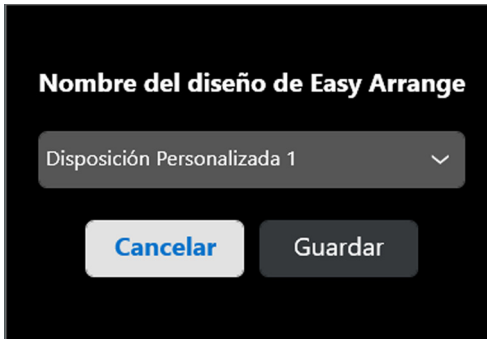 Nombre del diseño de Easy Arrange
Disposición Personalizada 1
Cancelar
Guardar